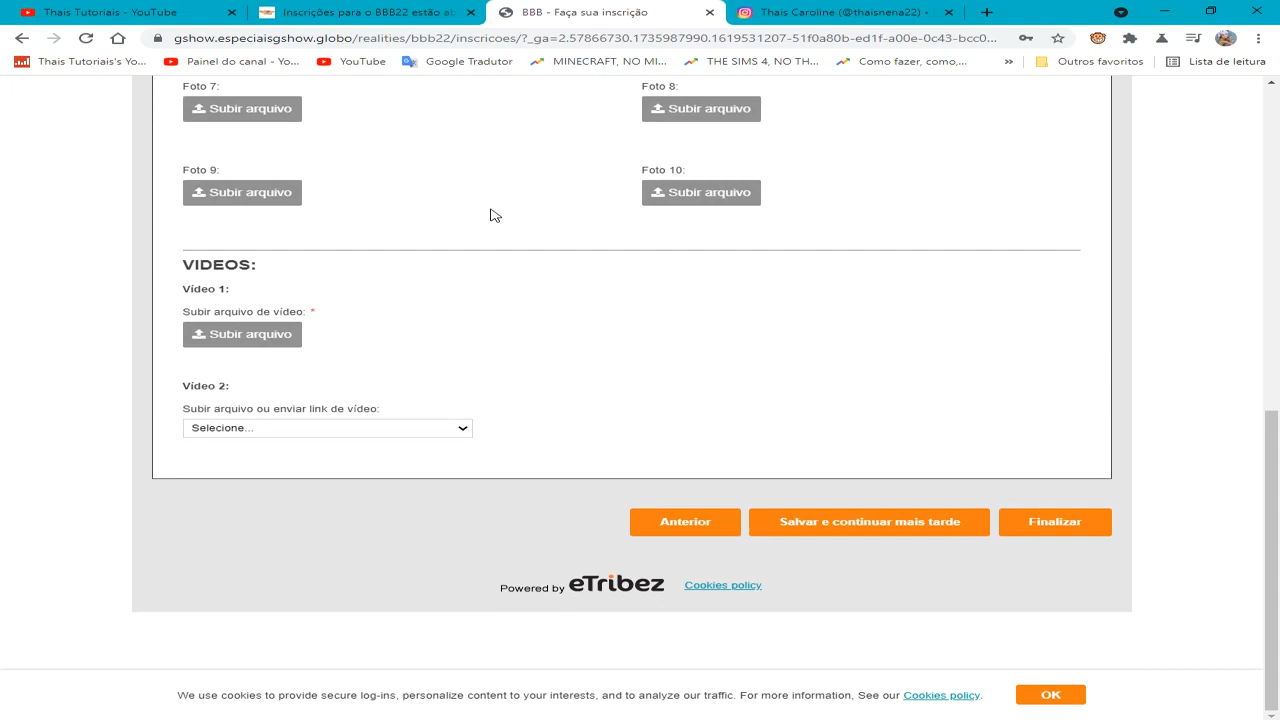 Thais Tutoriais - YouTube
Inscrições para o BBB22 estão ab
BBB - Faça sua inscrição
Thais Caroline (@thaisnena22) -
gshow.especiaisgshow.globo/realities/bbb22/inscricoes/?_ga=2.57866730.1735987990.1619531207-51f0a80b-ed1f-a00e-0c43-bcc0...
Thais Tutoriais's Yo...
Painel do canal - Yo...
YouTube
Google Tradutor
MINECRAFT, NO MI...
THE SIMS 4, NO TH...
Como fazer, como,...
»
Outros favoritos
Lista de leitura
Foto 7:
Foto 8:
Subir arquivo
Subir arquivo
Foto 9:
Foto 10:
Subir arquivo
Subir arquivo
VIDEOS:
Vídeo 1:
Subir arquivo de vídeo: *
Subir arquivo
Vídeo 2:
Subir arquivo ou enviar link de vídeo:
Selecione...
Anterior
Salvar e continuar mais tarde
Finalizar
Powered by eTribez
Cookies policy
We use cookies to provide secure log-ins, personalize content to your interests, and to analyze our traffic. For more information, See our Cookies policy.
OK